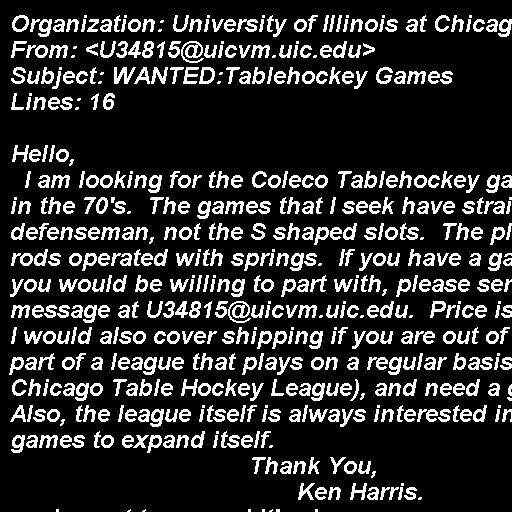 Organization: University of Illinois at Chicag
From: <U34815@uicvm.uic.edu>
Subject: WANTED:Tablehockey Games
Lines: 16
Hello,
I am looking for the Coleco Tablehockey ga
in the 70's. The games that I seek have strai
defenseman, not the S shaped slots. The pl
rods operated with springs. If you have a ga
you would be willing to part with, please ser
message at U34815@uicvm.uic.edu. Price is
I would also cover shipping if you are out of
part of a league that plays on a regular basis
Chicago Table Hockey League), and need a g
Also, the league itself is always interested in
games to expand itself.
Thank You,
Ken Harris.